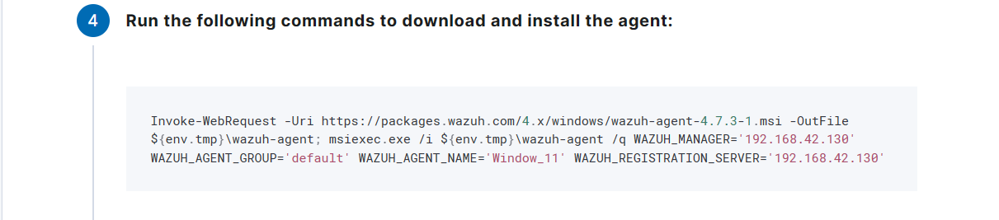 4 Run the following commands to download and install the agent:
Invoke-WebRequest -Uri https://packages.wazuh.com/4.x/windows/wazuh-agent-4.7.3-1.msi -OutFile
${env.tmp}\wazuh-agent; msiexec.exe /i ${env.tmp}\wazuh-agent /q WAZUH_MANAGER='192.168.42.130'
WAZUH_AGENT_GROUP='default' WAZUH_AGENT_NAME='Window_11' WAZUH_REGISTRATION_SERVER='192.168.42.130'